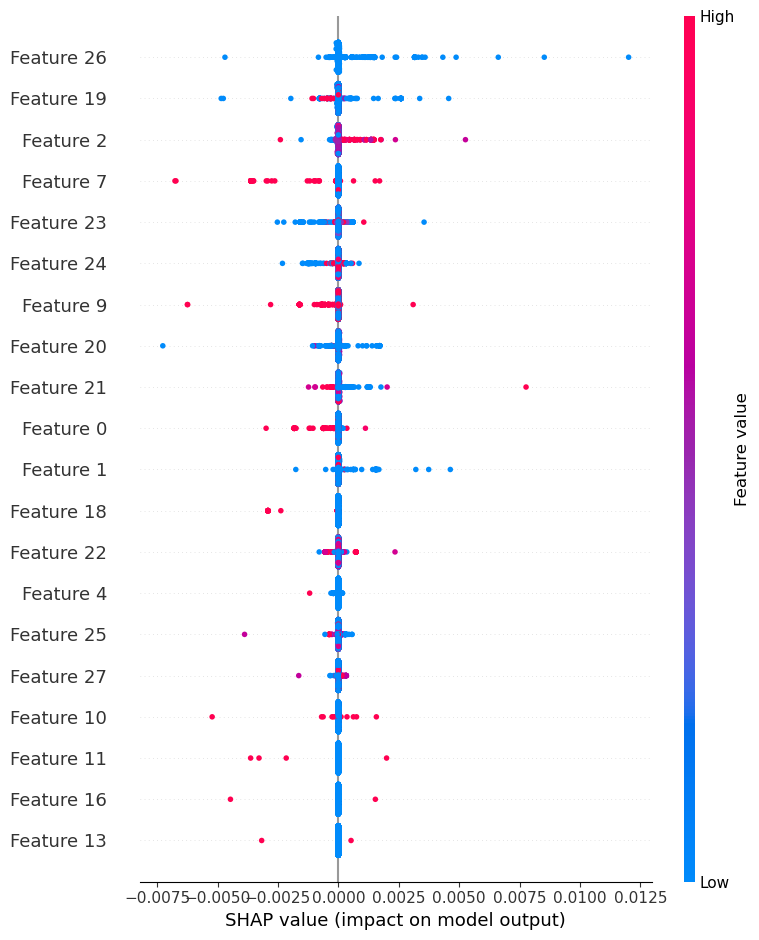 High
Feature 26
Feature 19
Feature 2
Feature 7
Feature 23
Feature 24
Feature 9
Feature 20
Feature 21
Feature 0
Feature 1
Feature 18
Feature 22
Feature 4
Feature 25
Feature 27
Feature 10
Feature 11
Feature 16
Feature 13
Feature value
Low
−0.0075 −0.0050 −0.0025 0.0000 0.0025 0.0050 0.0075 0.0100 0.0125
SHAP value (impact on model output)